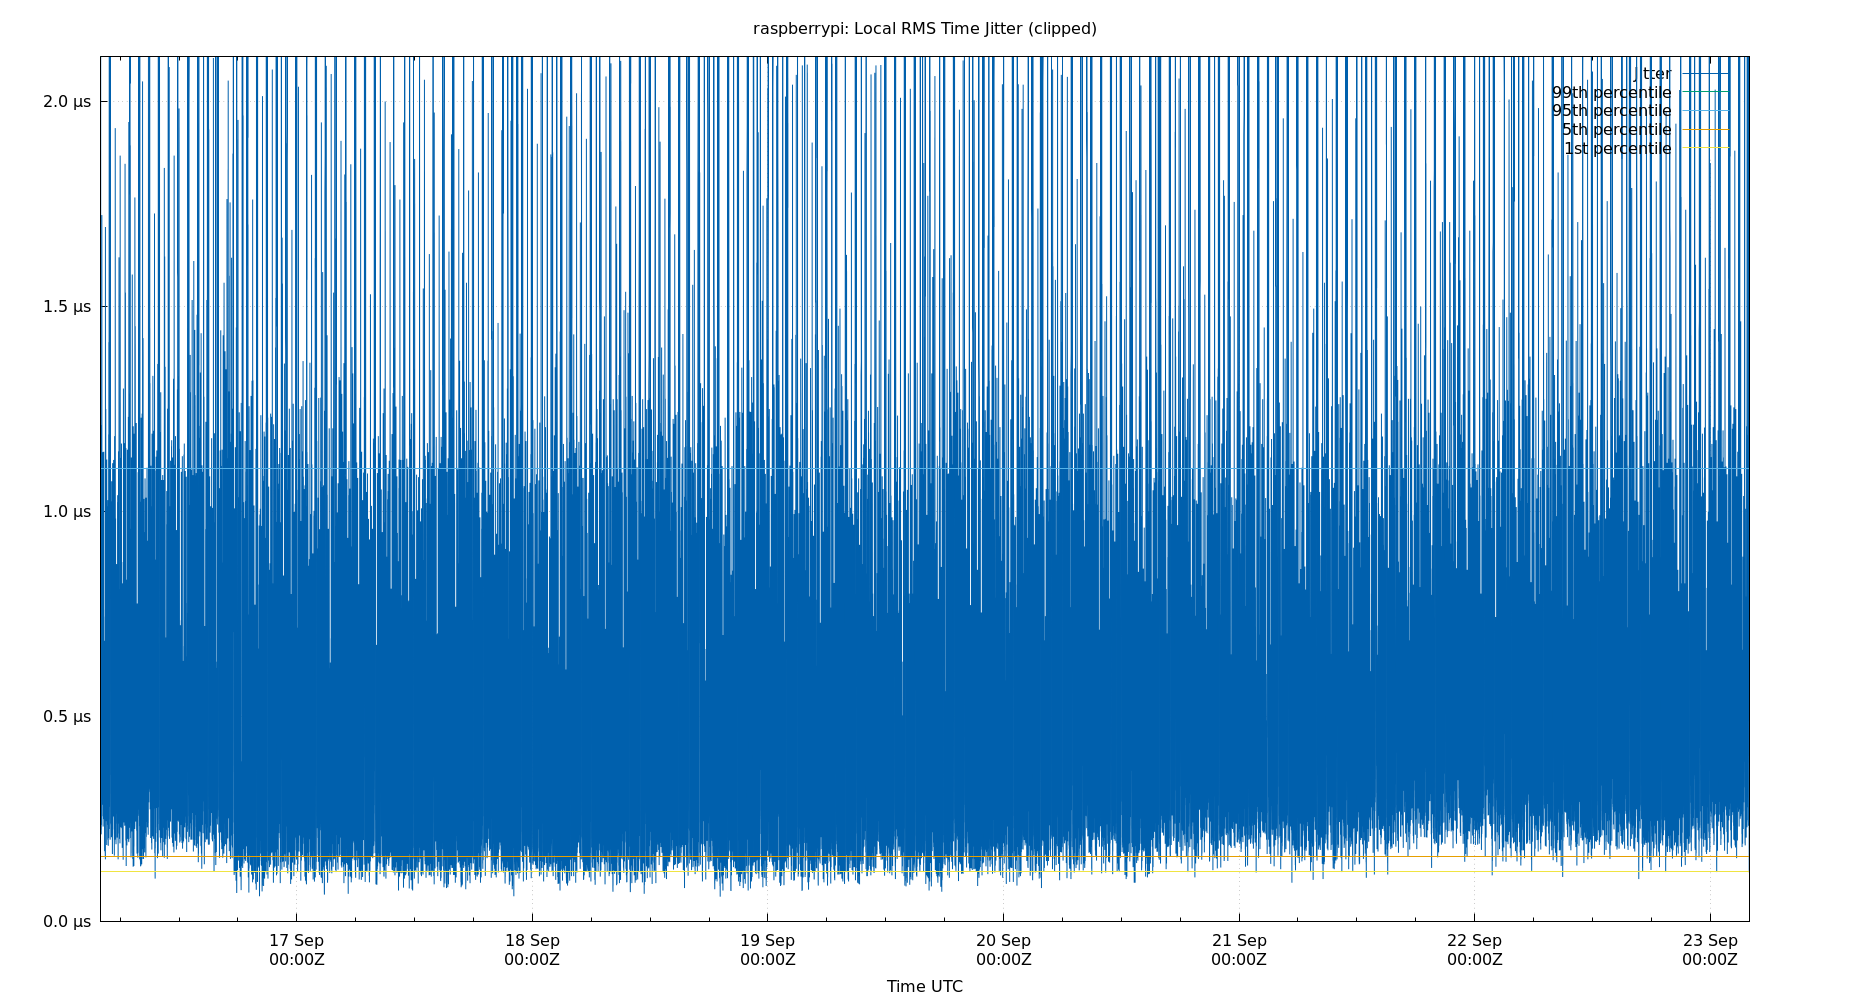 raspberrypi: Local RMS Time Jitter (clipped)
2.0 μs
1.5 μs
1.0 μs
0.5 μs
0.0 μs
jitter
99th percentile
95th percentile
5th percentile
1st percentile
17 Sep
00:00Z
18 Sep
00:00Z
19 Sep
00:00Z
20 Sep
00:00Z
21 Sep
00:00Z
22 Sep
00:00Z
23 Sep
00:00Z
Time UTC